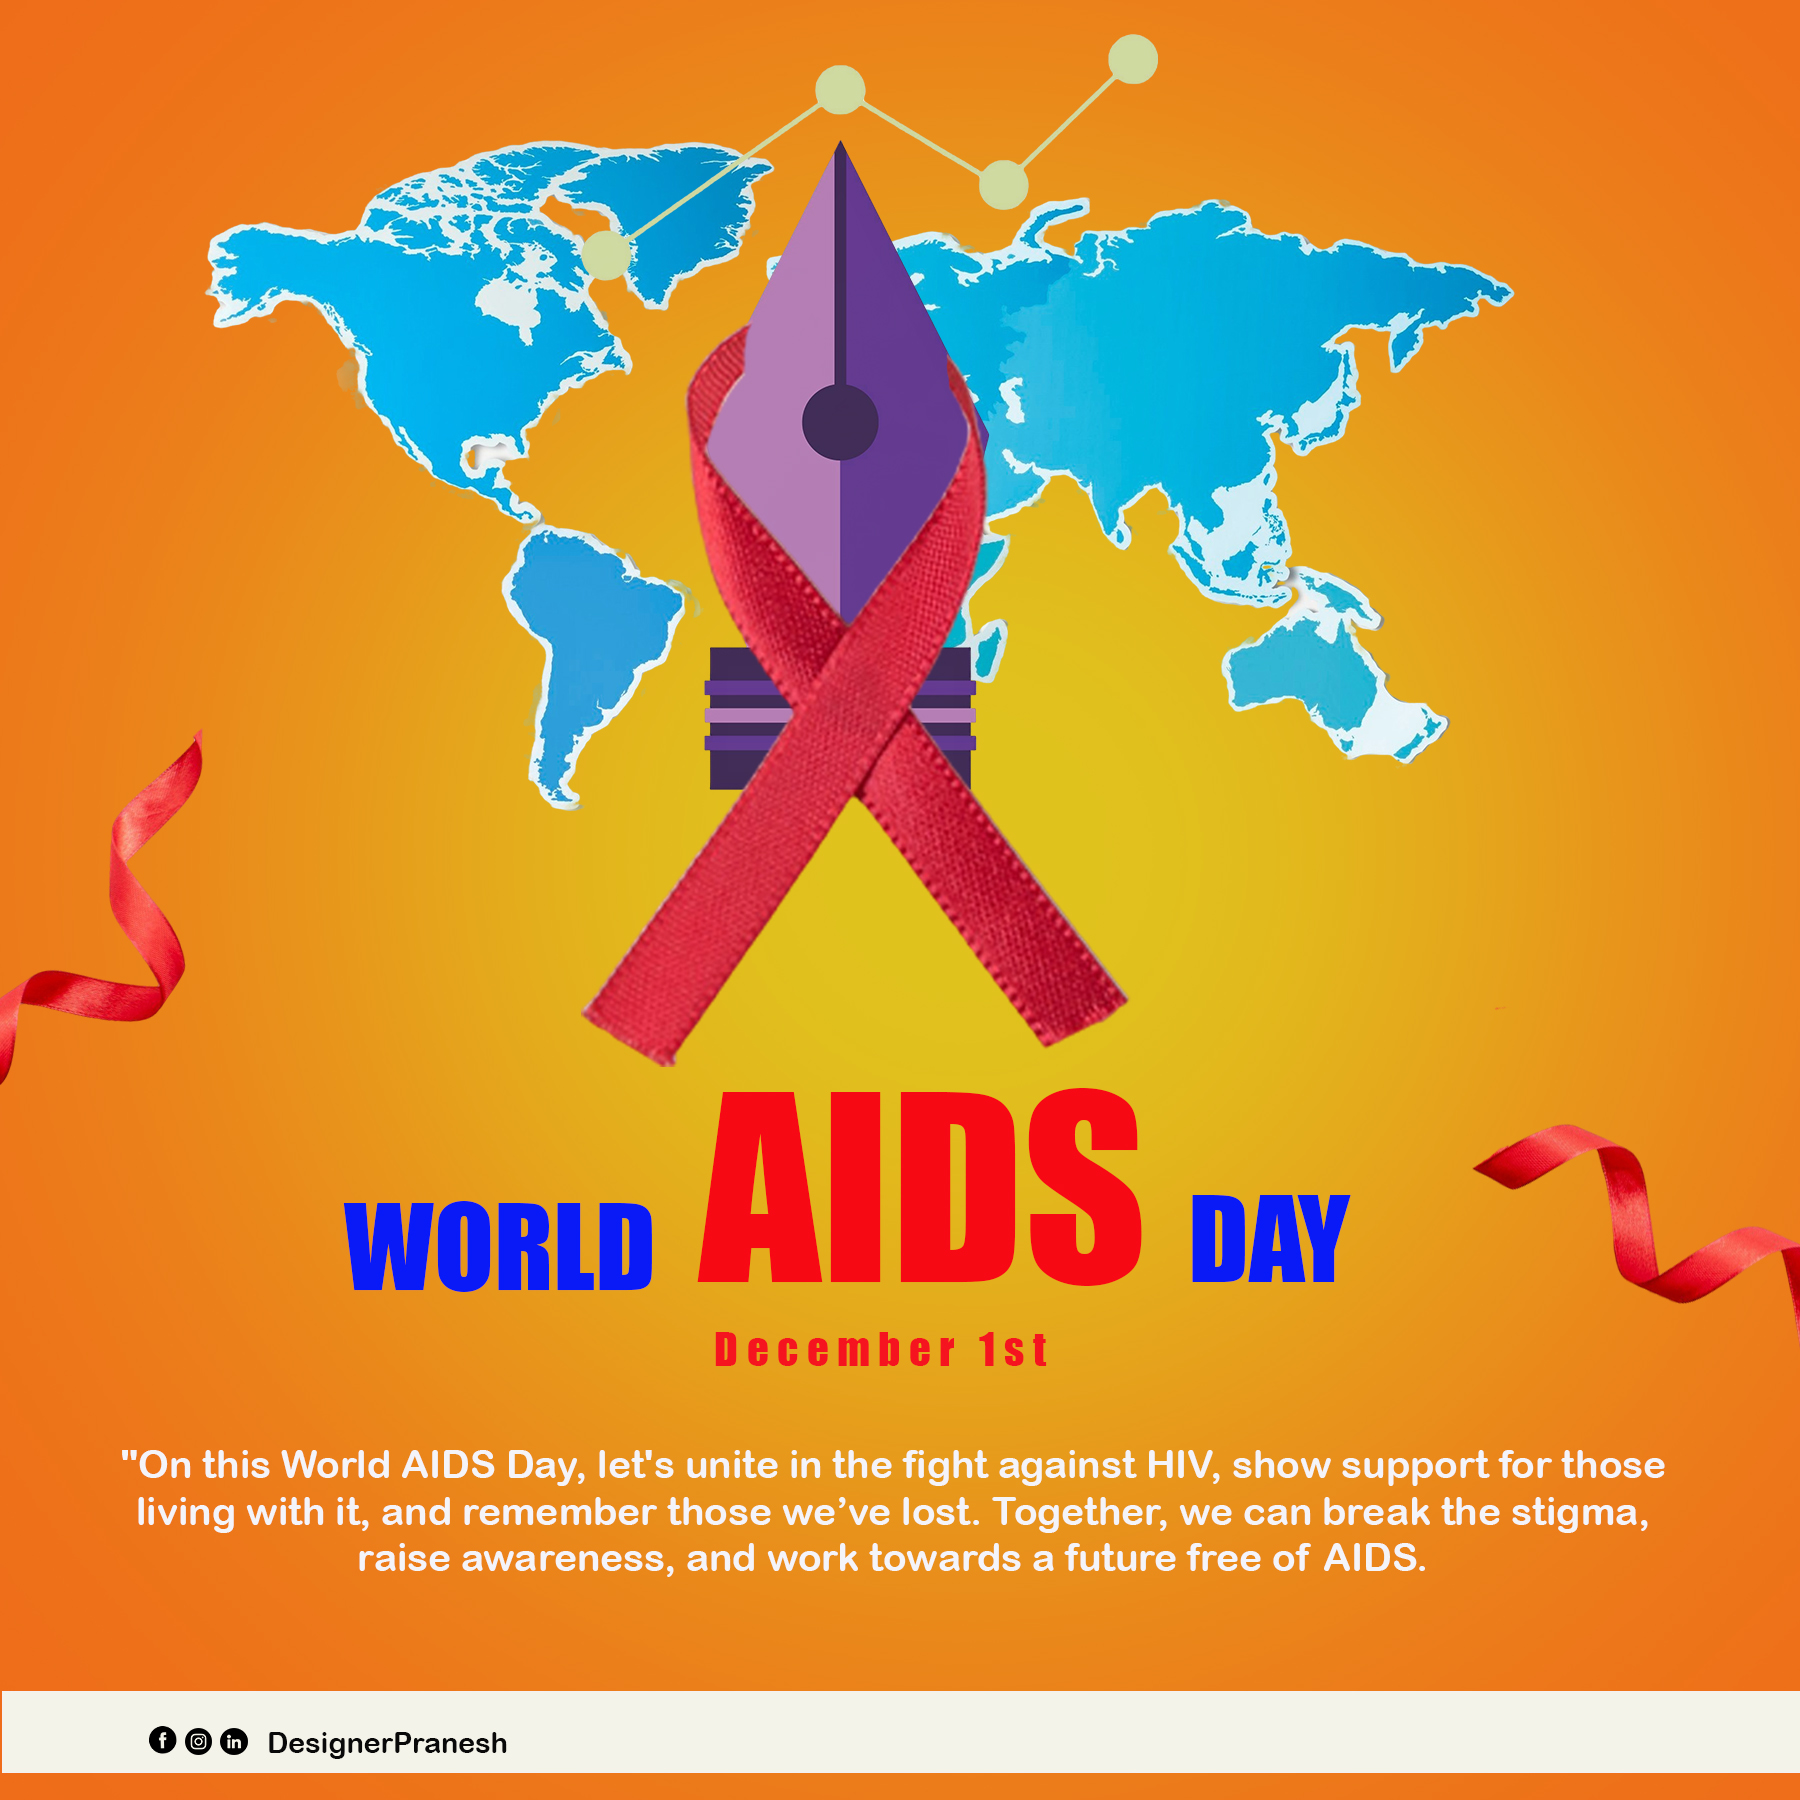 WORLD AIDS DAY
December 1st
"On this World AIDS Day, let's unite in the fight against HIV, show support for those
living with it, and remember those we’ve lost. Together, we can break the stigma,
raise awareness, and work towards a future free of AIDS.
DesignerPranesh